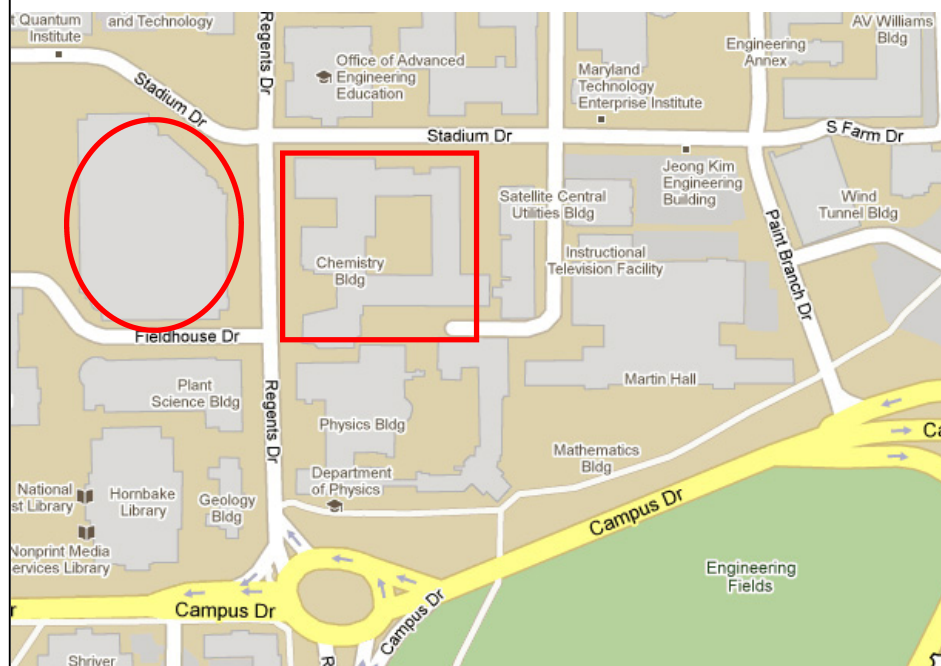 t Quantum
Institute
and Technology
Regents Dr
Office of Advanced
Engineering
Education
Maryland
Technology
Enterprise Institute
Engineering
Annex
AV Williams
Bldg
Stadium Dr
Stadium Dr
S Farm Dr
Jeong Kim
Engineering
Building
Satellite Central
Utilities Bldg
Wind
Tunnel Bldg
Chemistry
Bldg
Instructional
Television Facility
Paint Branch Dr
Fieldhouse Dr
Plant
Science Bldg
Regents Dr
Martin Hall
Physics Bldg
Mathematics
Bldg
Ca
National
st Library
Hornbake
Library
Geology
Bldg
Department
of Physics
Nonprint Media
ervices Library
Campus Dr
Engineering
Fields
r
Campus Dr
Campus Dr
Shriver
R